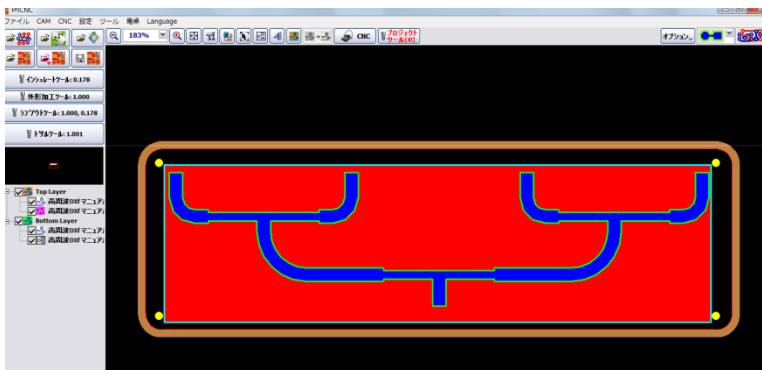 PhCNC
ファイル CAM CNC 設定 ツール 電卓 Language
183% CNC プロジェクト ツール(4!) オプション
インシュレートツール: 0.178
外形加工ツール: 1.000
ラブアウトツール: 1.000, 0.178
ドリルツール: 1.001
Top Layer
高周波DXFマニュア
高周波DXFマニュア
Bottom Layer
高周波DXFマニュア
高周波DXFマニュア